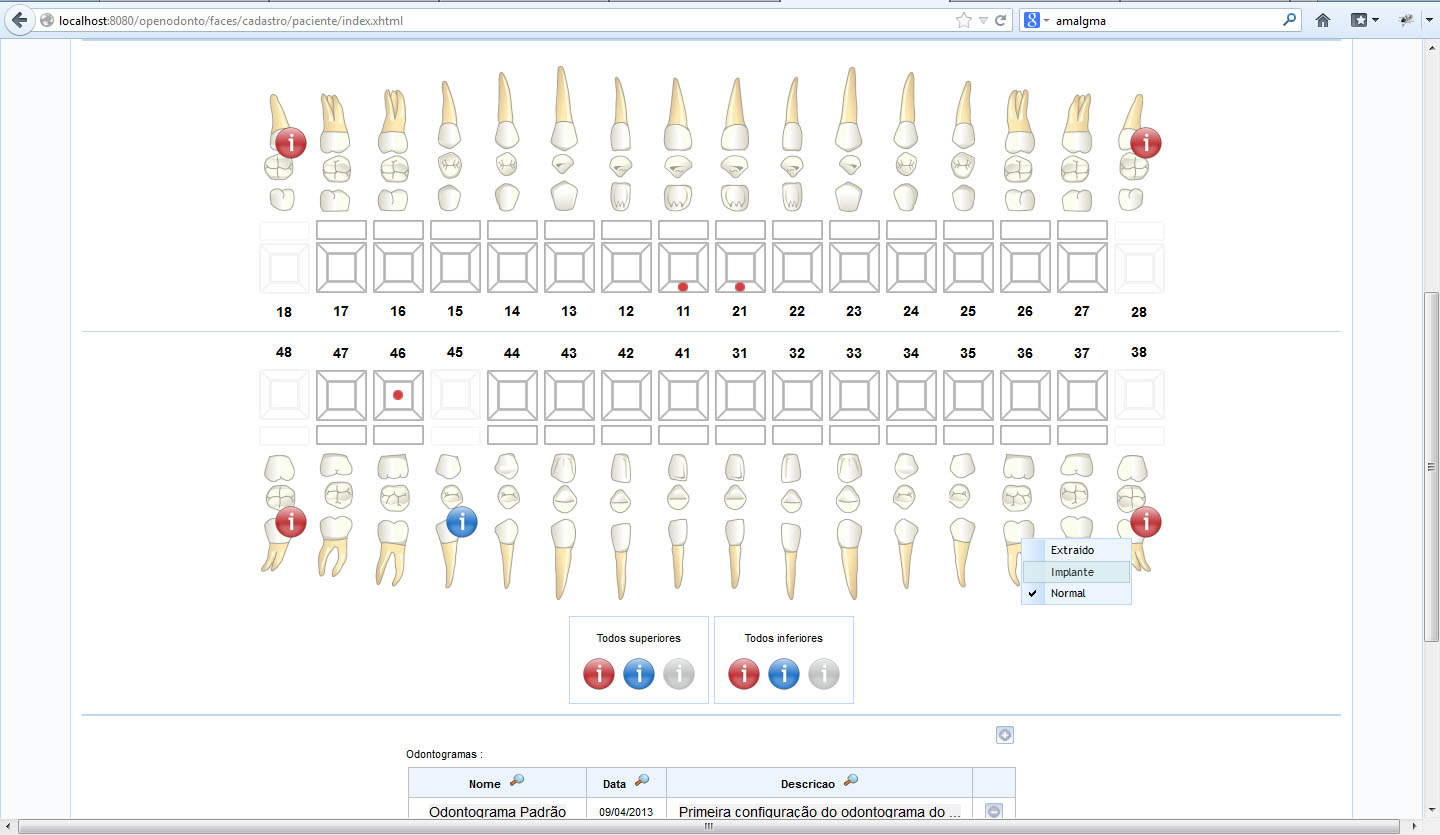 localhost:8080/openodonto/faces/cadastro/paciente/index.xhtml
amalgma
18 17 16 15 14 13 12 11 21 22 23 24 25 26 27 28
48 47 46 45 44 43 42 41 31 32 33 34 35 36 37 38
Extraido
Implante
Normal
Todos superiores Todos inferiores
Odontogramas :
Nome Data Descricao
Odontograma Padrão 09/04/2013 Primeira configuração do odontograma do ...